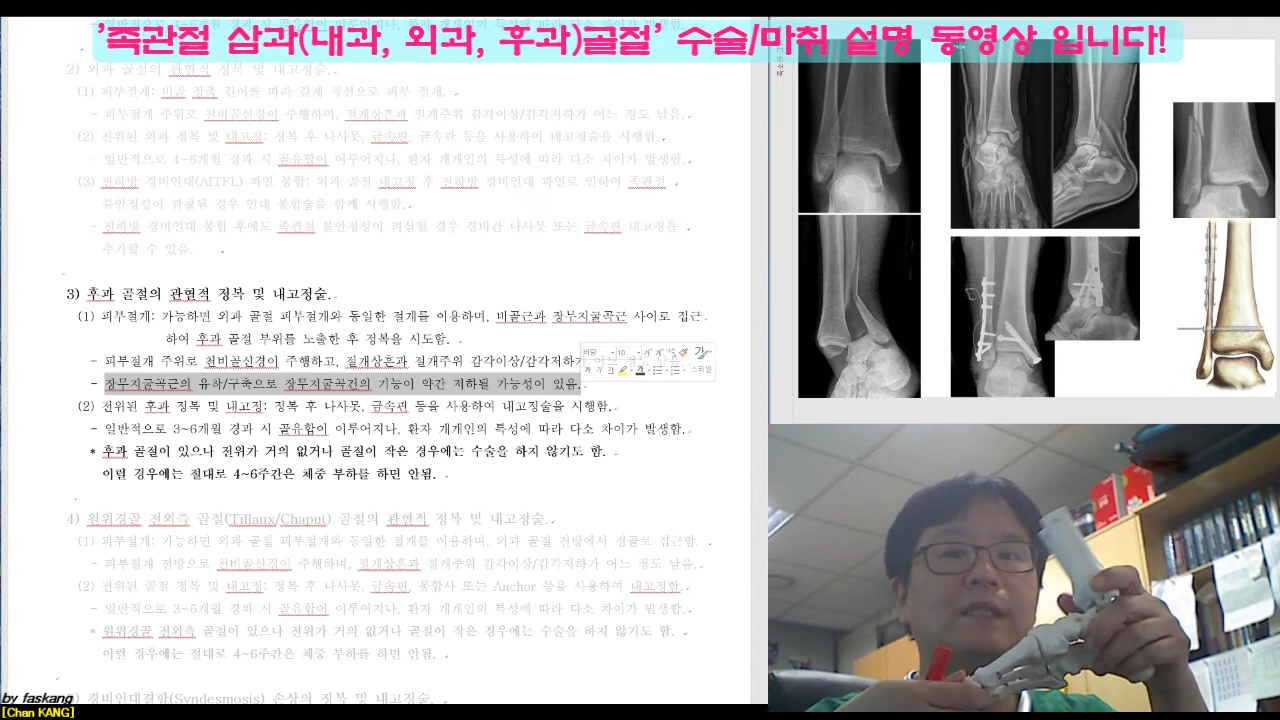 '족관절 삼과(내과, 외과, 후과)골절' 수술/마취 설명 동영상 입니다!
2) 외과 골절의 관혈적 정복 및 내고정술.
(1) 피부절개: 비골 장축 길이를 따라 길게 직선으로 피부 절개.
- 피부절개 주위로 천비골신경이 주행하며, 절개상흔과 절개주위 감각이상/감각저하가 어느 정도 남음.
(2) 전위된 외과 정복 및 내고정: 정복 후 나사못, 금속판, 금속환 등을 사용하여 내고정술을 시행함.
- 일반적으로 4~6개월 경과 시 골유합이 이루어지나, 환자 개개인의 특성에 따라 다소 차이가 발생함.
(3) 전하방 경비인대(AITFL) 파열 봉합: 외과 골절 내고정 후 전하방 경비인대 파열로 인하여 족관절
불안정성이 관찰된 경우 인대 봉합술을 함께 시행함.
- 전하방 경비인대 봉합 후에도 족관절 불안정성이 의심될 경우 경비간 나사못 또는 금속판 내고정을
추가할 수 있음.
3) 후과 골절의 관혈적 정복 및 내고정술.
(1) 피부절개: 가능하면 외과 골절 피부절개와 동일한 절개를 이용하며, 비골근과 장무지굴곡근 사이로 접근
하여 후과 골절 부위를 노출한 후 정복을 시도함.
- 피부절개 주위로 천비골신경이 주행하고, 절개상흔과 절개주위 감각이상/감각저하가
바탕 10 가 가
가 가 가 가 스타일
- 장무지굴곡근의 유착/구축으로 장무지굴곡건의 기능이 약간 저하될 가능성이 있음.
(2) 전위된 후과 정복 및 내고정: 정복 후 나사못, 금속편 등을 사용하여 내고정술을 시행함.
- 일반적으로 3~6개월 경과 시 골유합이 이루어지나, 환자 개개인의 특성에 따라 다소 차이가 발생함.
* 후과 골절이 있으나 전위가 거의 없거나 골절이 작은 경우에는 수술을 하지 않기도 함.
이럴 경우에는 절대로 4~6주간은 체중 부하를 하면 안됨.
4) 원위경골 전외측 골절(Tillaux/Chaput) 골절의 관혈적 정복 및 내고정술.
(1) 피부절개: 가능하면 외과 골절 피부절개와 동일한 절개를 이용하며, 외과 골절 전방에서 경골로 접근함.
- 피부절개 전방으로 천비골신경이 주행하며, 절개상흔과 절개주위 감각이상/감각저하가 어느 정도 남음.
(2) 전위된 골절 정복 및 내고정: 정복 후 나사못, 금속편, 봉합사 또는 Anchor 등을 사용하여 내고정함.
- 일반적으로 3~6개월 경과 시 골유합이 이루어지나, 환자 개개인의 특성에 따라 다소 차이가 발생함.
* 원위경골 전외측 골절이 있으나 전위가 거의 없거나 골절이 작은 경우에는 수술을 하지 않기도 함.
이럴 경우에는 절대로 4~6주간은 체중 부하를 하면 안됨.
경비인대결합(Syndesmosis) 손상의 정복 및 내고정술.
by faskang
[Chan KANG]